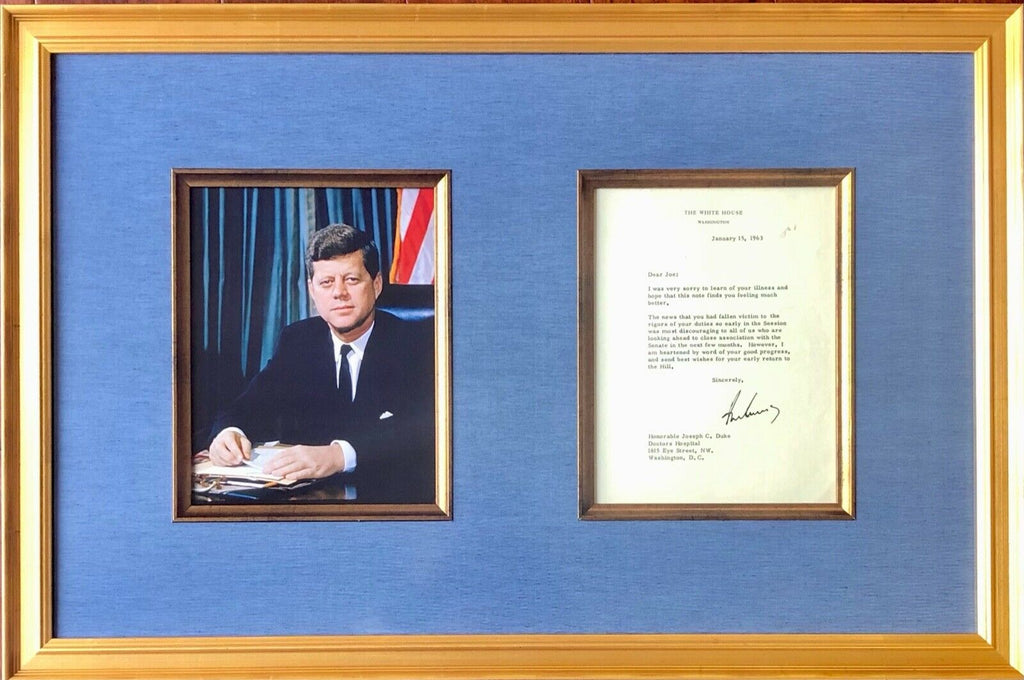 THE WHITE HOUSE
WASHINGTON
January 15, 1963
Dear Joe:
I was very sorry to learn of your illness and
hope that this note finds you feeling much
better.
The news that you had fallen victim to the
rigors of your duties so early in the Session
was most discouraging to all of us who are
looking ahead to close association with the
Senate in the next few months. However, I
am heartened by word of your good progress,
and send best wishes for your early return to
the Hill.
Sincerely,
Honorable Joseph C. Duke
Doctors Hospital
1815 Eye Street, NW.
Washington, D. C.